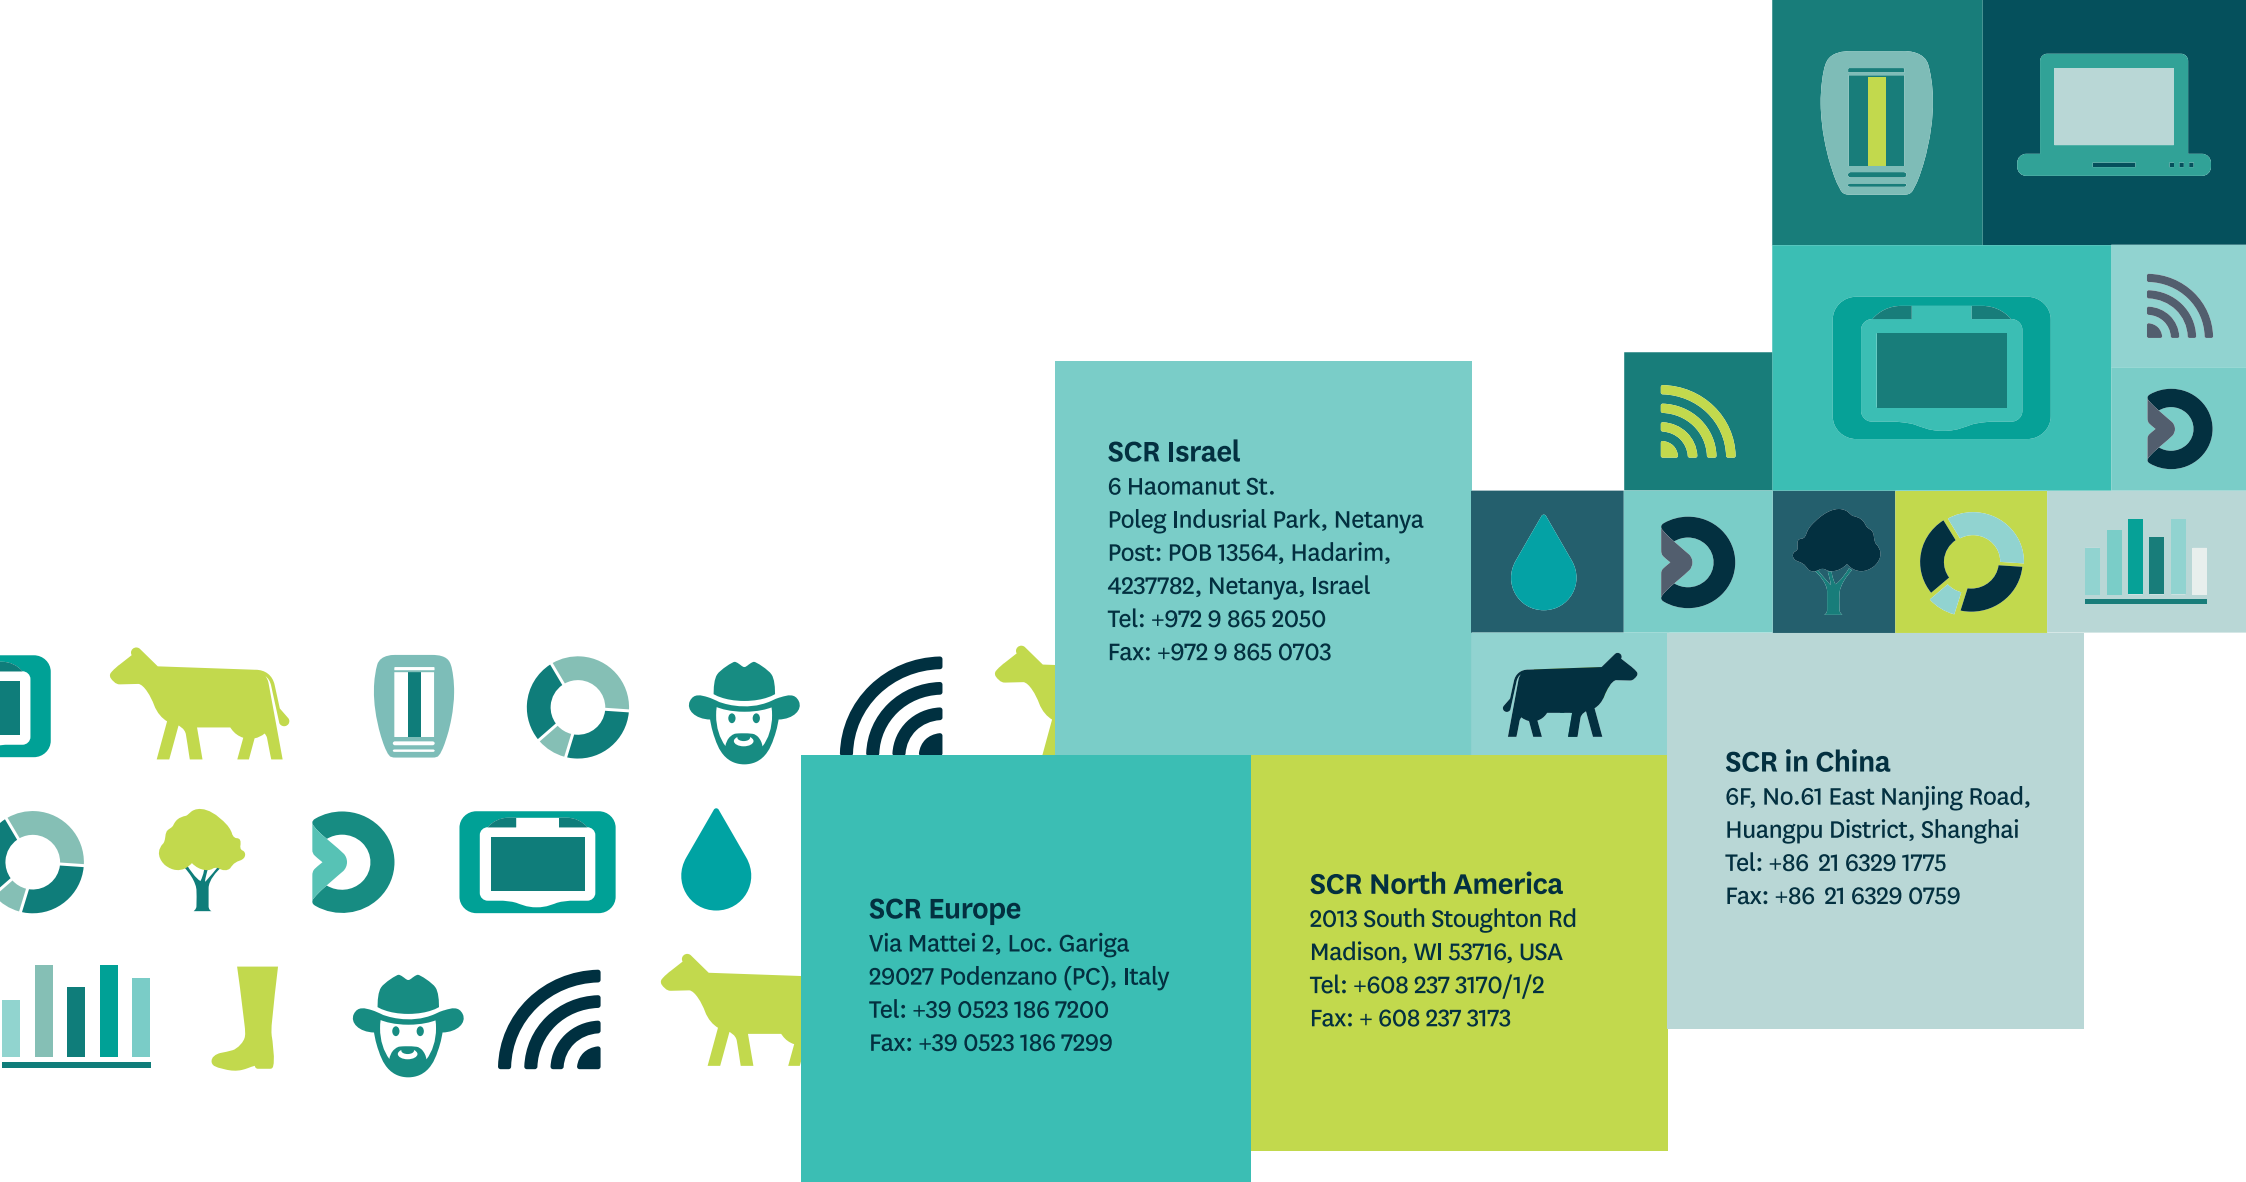 SCR Israel
6 Haomanut St.
Poleg Indusrial Park, Netanya
Post: POB 13564, Hadarim,
4237782, Netanya, Israel
Tel: +972 9 865 2050
Fax: +972 9 865 0703
SCR Europe
Via Mattei 2, Loc. Gariga
29027 Podenzano (PC), Italy
Tel: +39 0523 186 7200
Fax: +39 0523 186 7299
SCR North America
2013 South Stoughton Rd
Madison, WI 53716, USA
Tel: +608 237 3170/1/2
Fax: + 608 237 3173
SCR in China
6F, No.61 East Nanjing Road,
Huangpu District, Shanghai
Tel: +86 21 6329 1775
Fax: +86 21 6329 0759